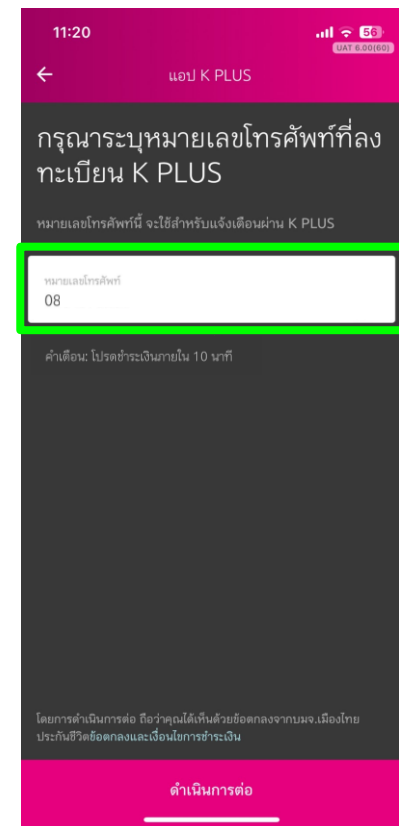 11:20
56
UAT 6.00(60)
แอป K PLUS
กรุณาระบุหมายเลขโทรศัพท์ที่ลง
ทะเบียน K PLUS
หมายเลขโทรศัพท์นี้ จะใช้สำหรับแจ้งเตือนผ่าน K PLUS
หมายเลขโทรศัพท์
08
คำเตือน: โปรดชำระเงินภายใน 10 นาที
โดยการดำเนินการต่อ ถือว่าคุณได้เห็นด้วยข้อตกลงจากบมจ.เมืองไทย
ประกันชีวิตข้อตกลงและเงื่อนไขการชำระเงิน
ดำเนินการต่อ